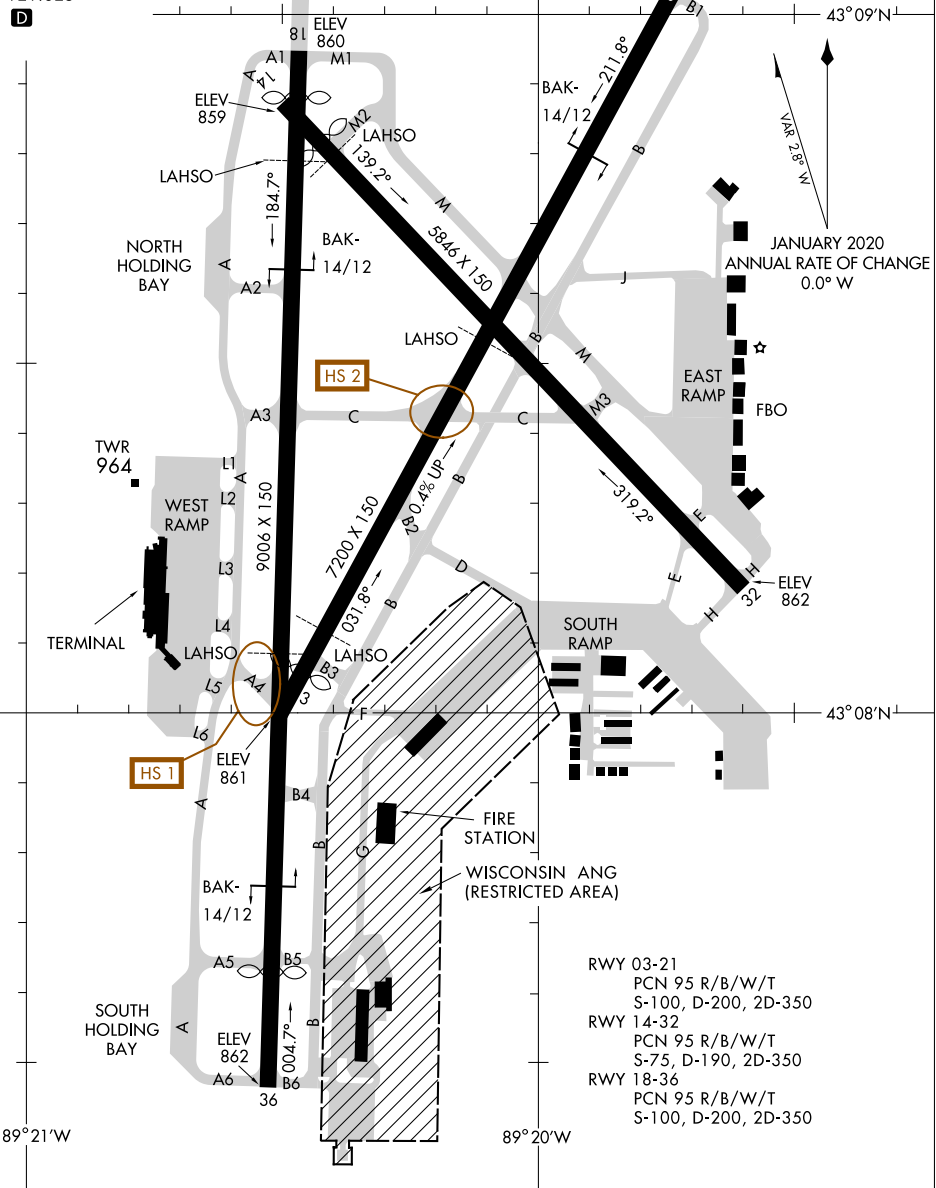 D
43°09'N
18
ELEV
860
A1
M1
B1
A
14
ELEV
859
M2
LAHSO
211.8°
BAK-
14/12
VAR 2.8° W
139.2°
LAHSO
184.7°
B
M
NORTH
HOLDING
BAY
A
BAK-
14/12
A2
5846 X 150
J
JANUARY 2020
ANNUAL RATE OF CHANGE
0.0° W
LAHSO
B
M
HS 2
EAST
RAMP
FBO
A3
C
C
M3
TWR
964
L1
A
L2
WEST
RAMP
9006 X 150
7200 X 150
0.4% UP
B
B2
319.2°
E
L3
D
E
H
32
ELEV
862
H
TERMINAL
L4
031.8°
B
SOUTH
RAMP
LAHSO
LAHSO
B3
L5
A4
3
F
43°08'N
L6
ELEV
861
HS 1
A
B4
B
G
FIRE
STATION
WISCONSIN ANG
(RESTRICTED AREA)
BAK-
14/12
A5
B5
SOUTH
HOLDING
BAY
A
B
004.7°
ELEV
862
A6
B6
36
RWY 03-21
PCN 95 R/B/W/T
S-100, D-200, 2D-350
RWY 14-32
PCN 95 R/B/W/T
S-75, D-190, 2D-350
RWY 18-36
PCN 95 R/B/W/T
S-100, D-200, 2D-350
89°21'W
89°20'W